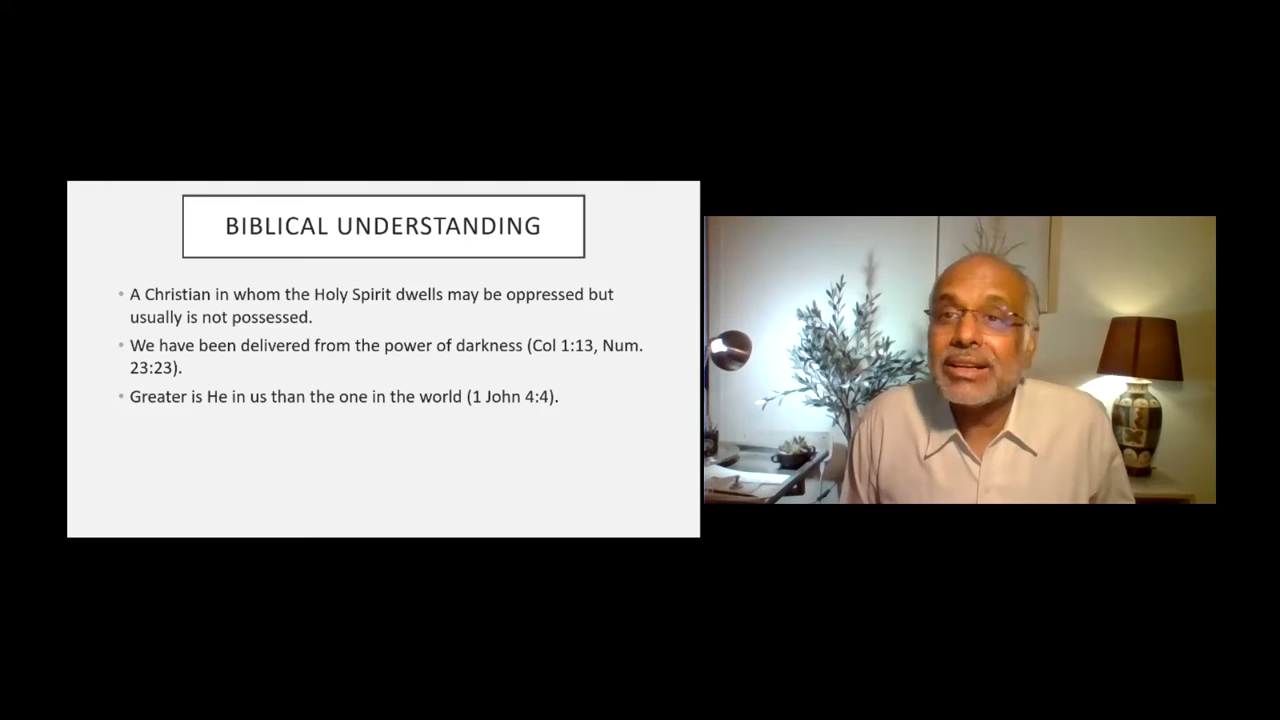 BIBLICAL UNDERSTANDING
• A Christian in whom the Holy Spirit dwells may be oppressed but
usually is not possessed.
• We have been delivered from the power of darkness (Col 1:13, Num.
23:23).
• Greater is He in us than the one in the world (1 John 4:4).